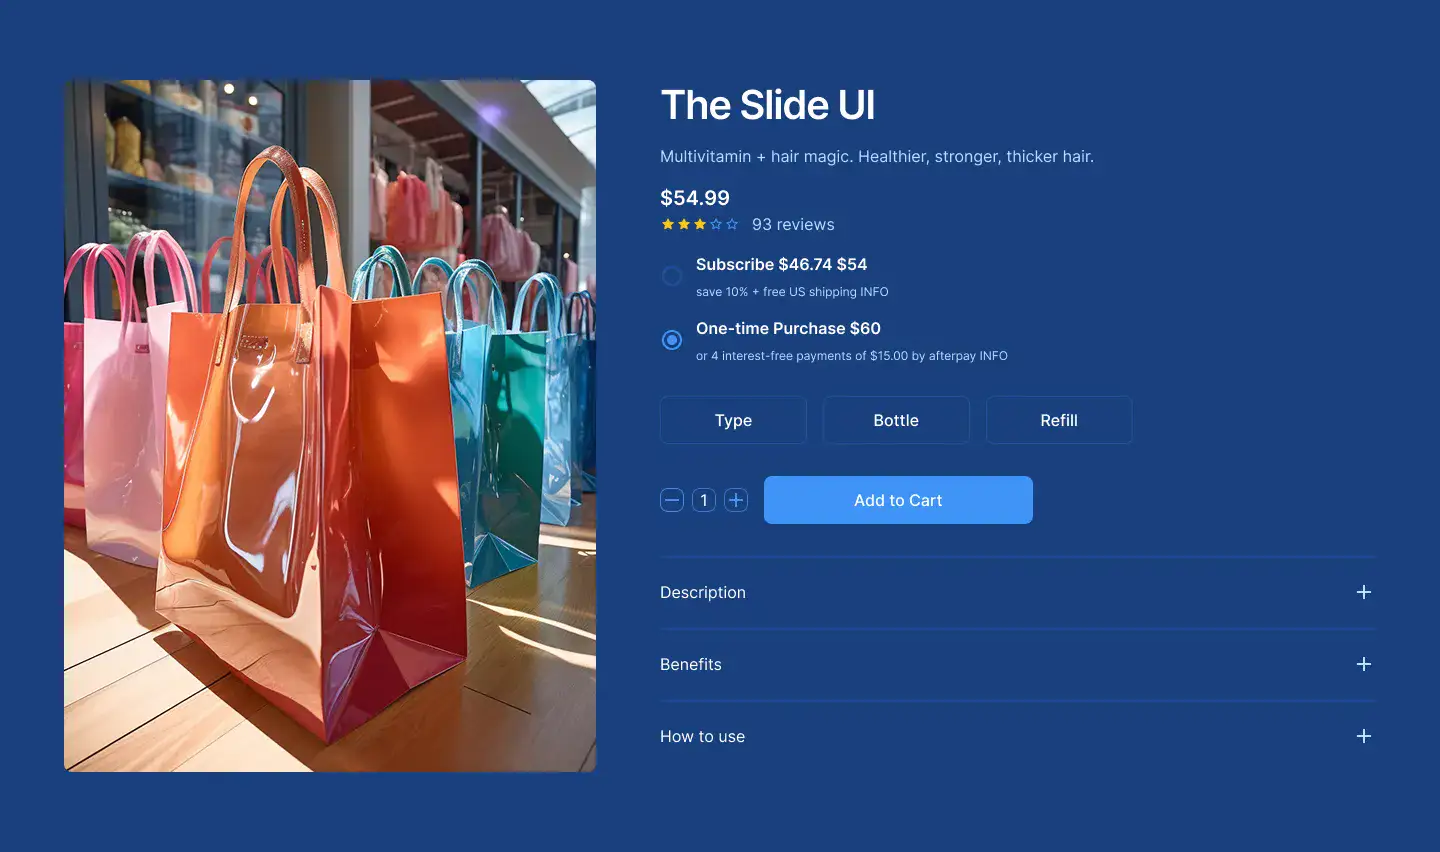 The Slide UI
Multivitamin + hair magic. Healthier, stronger, thicker hair.
$54.99
93 reviews
Subscribe $46.74 $54
save 10% + free US shipping INFO
One-time Purchase $60
or 4 interest-free payments of $15.00 by afterpay INFO
Type
Bottle
Refill
1
Add to Cart
Description
Benefits
How to use